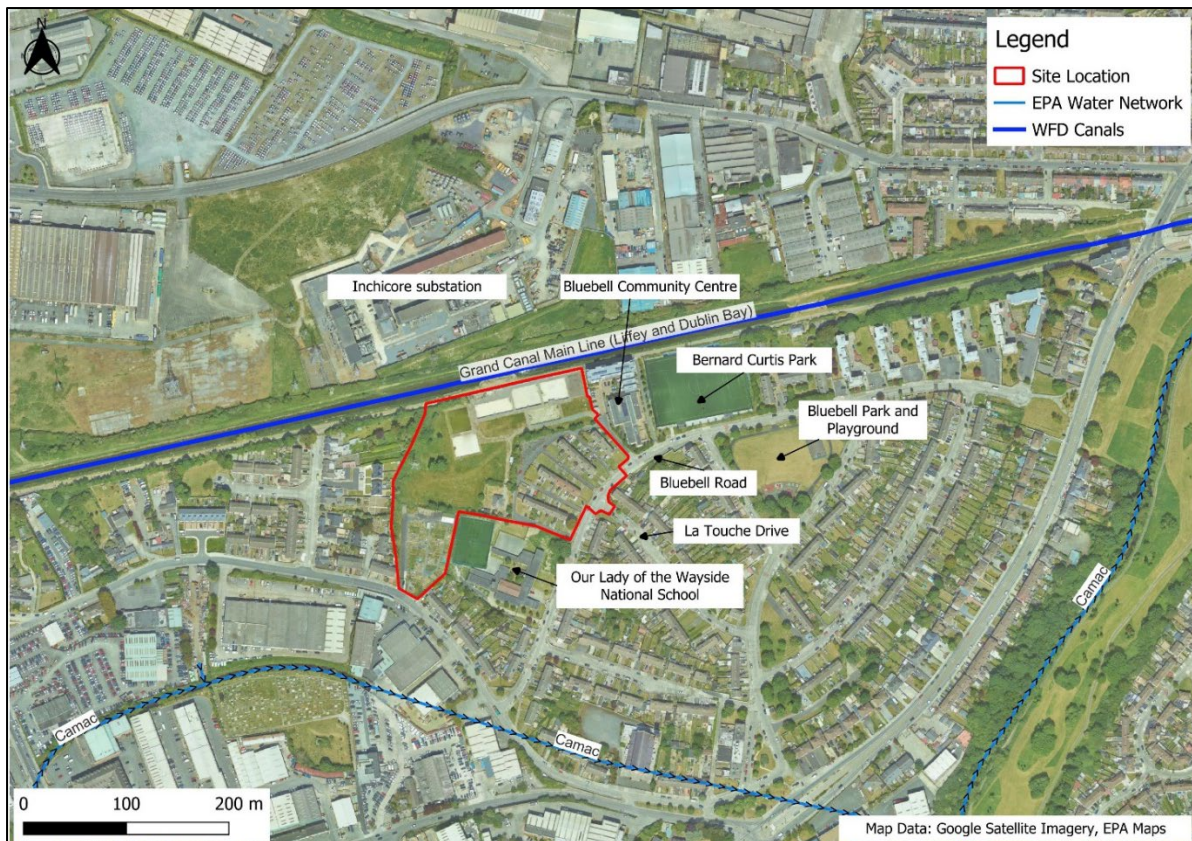 N
Legend
Site Location
EPA Water Network
WFD Canals
Inchicore substation
Bluebell Community Centre
Grand Canal Main Line (Liffey and Dublin Bay)
Bernard Curtis Park
Bluebell Park and
Playground
Bluebell Road
La Touche Drive
Our Lady of the Wayside
National School
Camac
Camac
Camac
0 100 200 m
Map Data: Google Satellite Imagery, EPA Maps